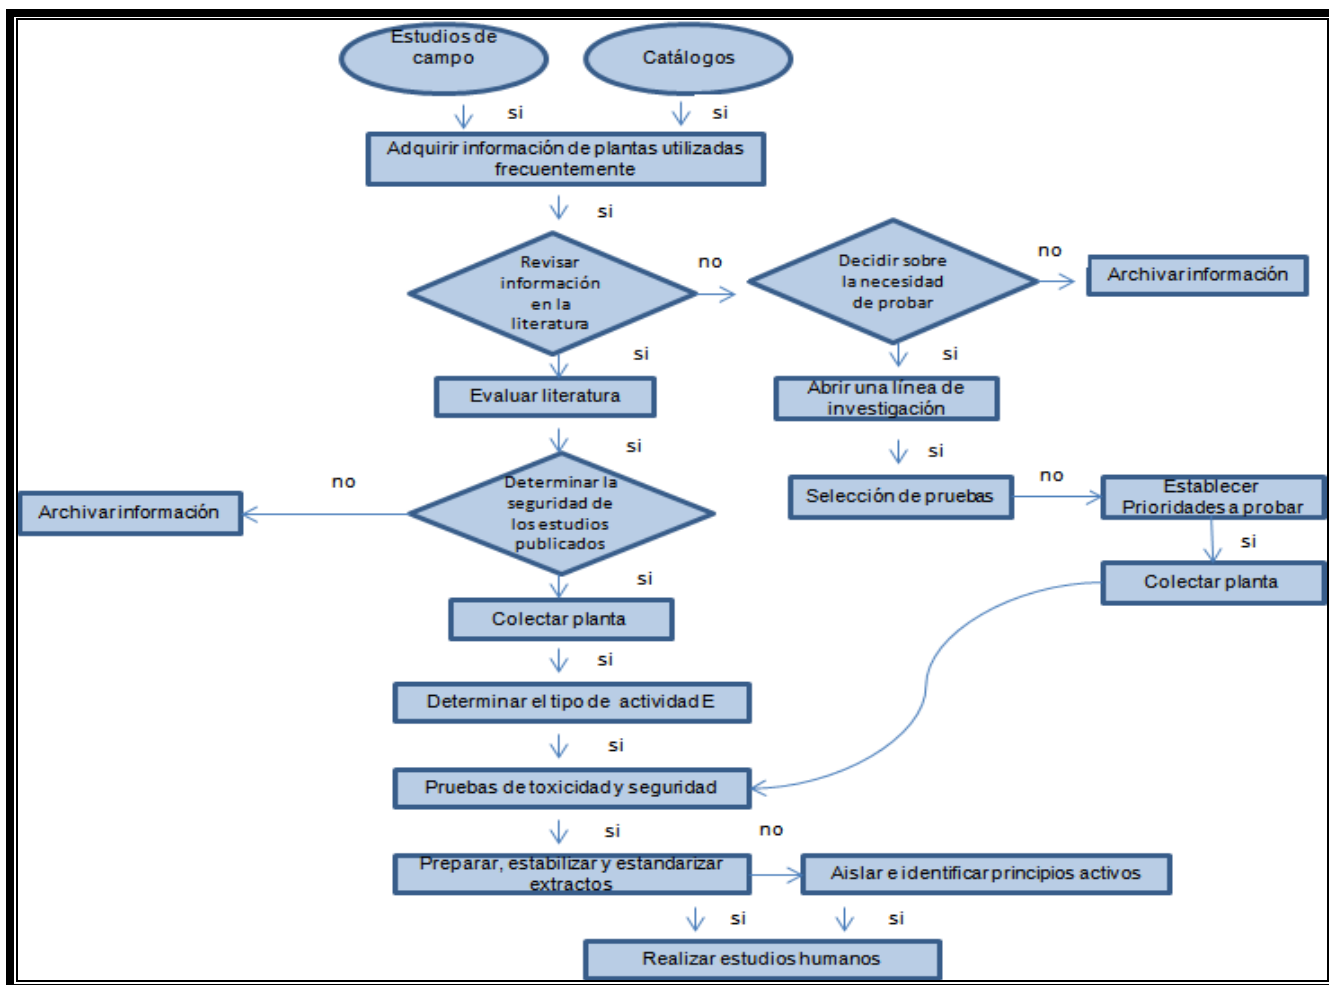 Estudios de
campo
Catálogos
si
si
Adquirir información de plantas utilizadas
frecuentemente
si
Revisar
información
en la
literatura
no
Decidir sobre
la necesidad
de probar
no
Archivar información
si
si
Evaluar literatura
Abrir una línea de
investigación
si
si
Determinar la
seguridad de
los estudios
publicados
no
Archivar información
Selección de pruebas
no
Establecer
Prioridades a probar
si
si
Colectar planta
Colectar planta
si
Determinar el tipo de actividad E
si
Pruebas de toxicidad y seguridad
si
no
Preparar, estabilizar y estandarizar
extractos
Aislar e identificar principios activos
si
si
Realizar estudios humanos